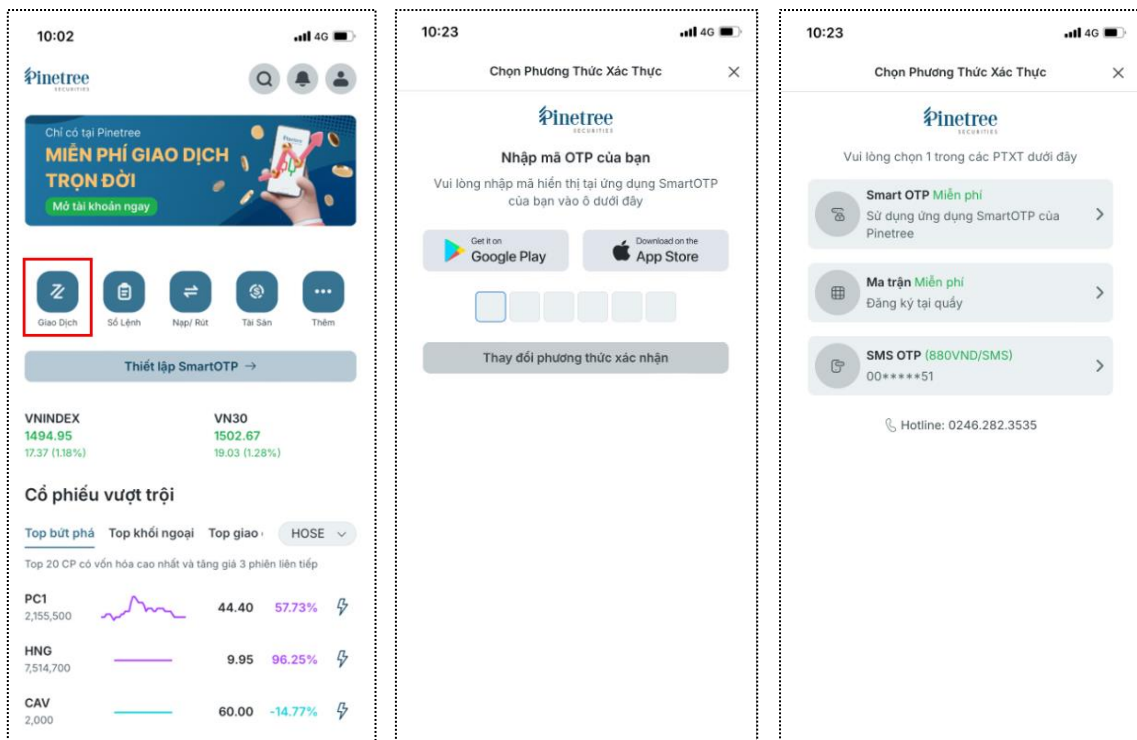 10:02
4G
Pinetree
SECURITIES
Chỉ có tại Pinetree
MIỄN PHÍ GIAO DỊCH
TRỌN ĐỜI
Mở tài khoản ngay
Giao Dịch
Sổ Lệnh
Nạp/ Rút
Tài Sản
Thêm
Thiết lập SmartOTP →
VNINDEX
1494.95
17.37 (1.18%)
VN30
1502.67
19.03 (1.28%)
Cổ phiếu vượt trội
Top bứt phá Top khối ngoại Top giao HOSE
Top 20 CP có vốn hóa cao nhất và tăng giá 3 phiên liên tiếp
PC1
2,155,500
44.40 57.73%
HNG
7,514,700
9.95 96.25%
CAV
2,000
60.00 -14.77%
10:23
4G
Chọn Phương Thức Xác Thực
Pinetree
SECURITIES
Nhập mã OTP của bạn
Vui lòng nhập mã hiển thị tại ứng dụng SmartOTP
của bạn vào ô dưới đây
Get it on
Google Play
Download on the
App Store
Thay đổi phương thức xác nhận
10:23
4G
Chọn Phương Thức Xác Thực
Pinetree
SECURITIES
Vui lòng chọn 1 trong các PTXT dưới đây
Smart OTP Miễn phí
Sử dụng ứng dụng SmartOTP của
Pinetree
Ma trận Miễn phí
Đăng ký tại quầy
SMS OTP (880VND/SMS)
00*****51
Hotline: 0246.282.3535